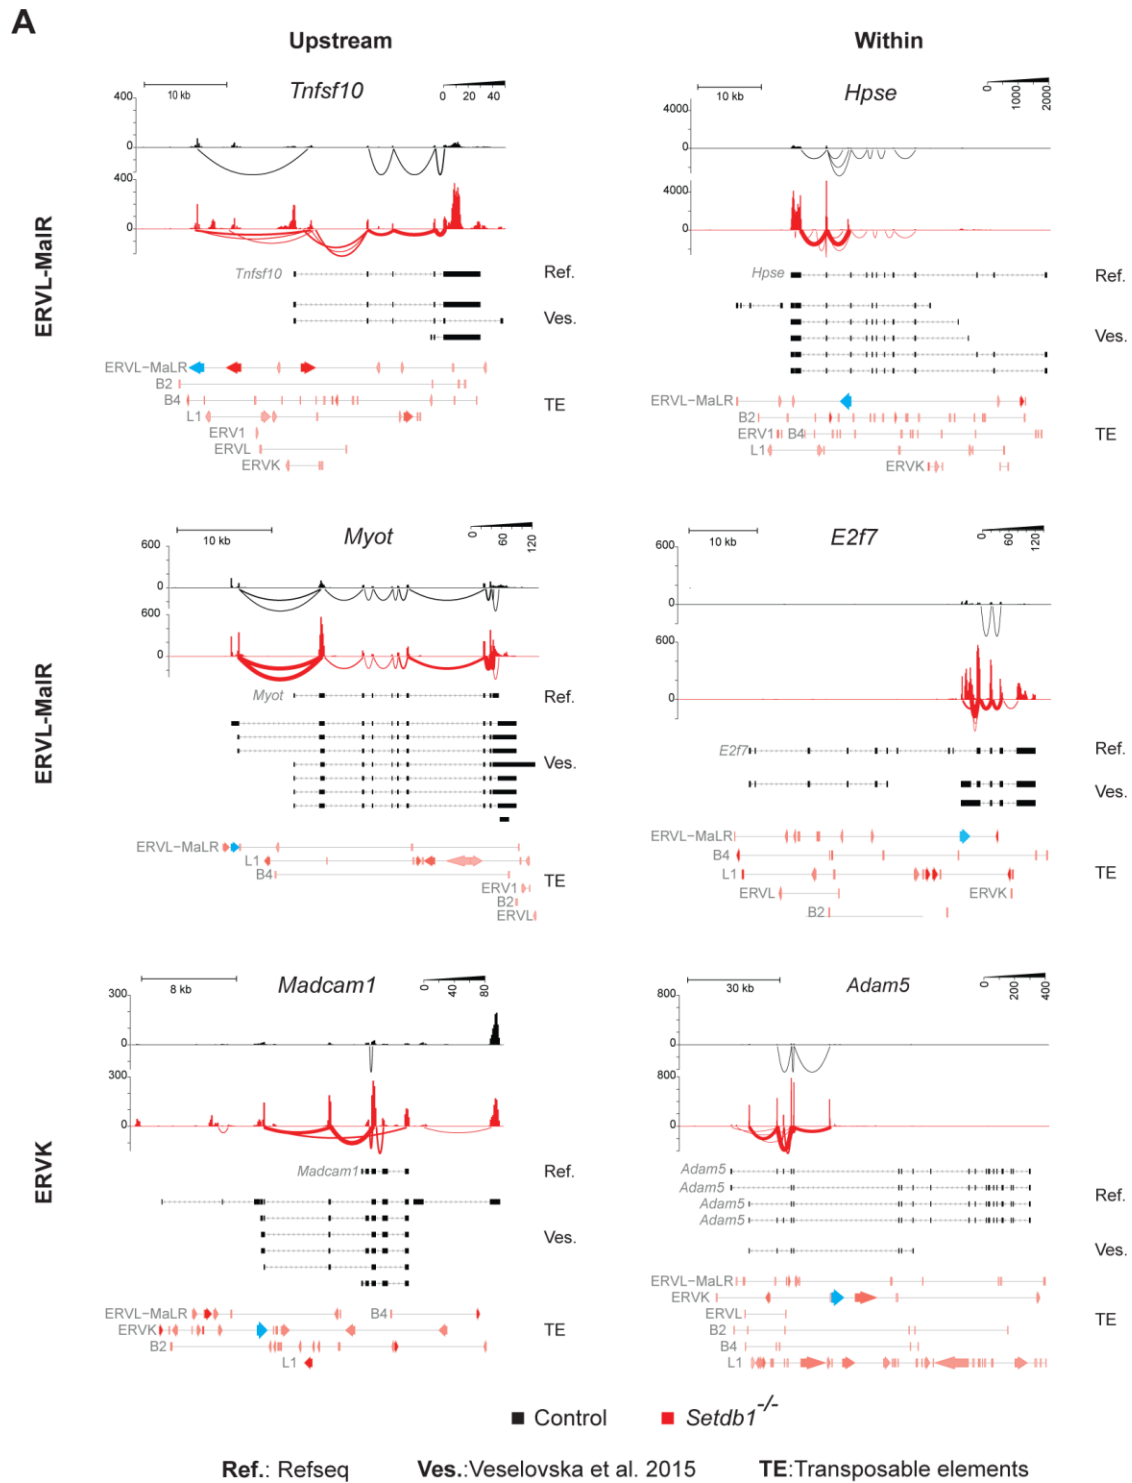 A
Upstream
Within
ERVL-MalR
10 kb
Tnfsf10
0 20 40
400
0
400
0
Tnfsf10
Ref.
Ves.
ERVL-MaLR
B2
B4
L1
ERV1
ERVL
ERVK
TE
10 kb
Hpse
0 1000 2000
4000
0
4000
0
Hpse
Ref.
Ves.
ERVL-MaLR
B2
ERV1 B4
L1
ERVK
TE
ERVL-MalR
10 kb
Myot
0 60 120
600
0
600
0
Myot
Ref.
Ves.
ERVL-MaLR
L1
B4
ERV1
B2
ERVL
TE
10 kb
E2f7
0 60 120
600
0
600
0
E2f7
Ref.
Ves.
ERVL-MaLR
B4
L1
ERVL ERVK
B2
TE
ERVK
8 kb
Madcam1
0 40 80
300
0
300
0
Madcam1
Ref.
Ves.
ERVL-MaLR B4
ERVK
B2
L1
TE
30 kb
Adam5
0 200 400
800
0
800
0
Adam5
Adam5
Adam5
Adam5
Ref.
Ves.
ERVL-MaLR
ERVK
ERVL
B2
B4
L1
TE
Control Setdb1-/-
Ref.: Refseq Ves.:Veselovska et al. 2015 TE:Transposable elements